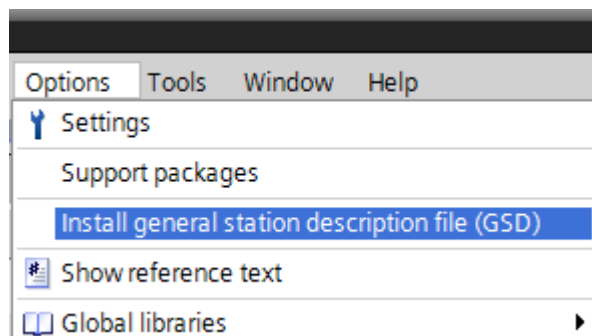 Options Tools Window Help
Settings
Support packages
Install general station description file (GSD)
Show reference text
Global libraries